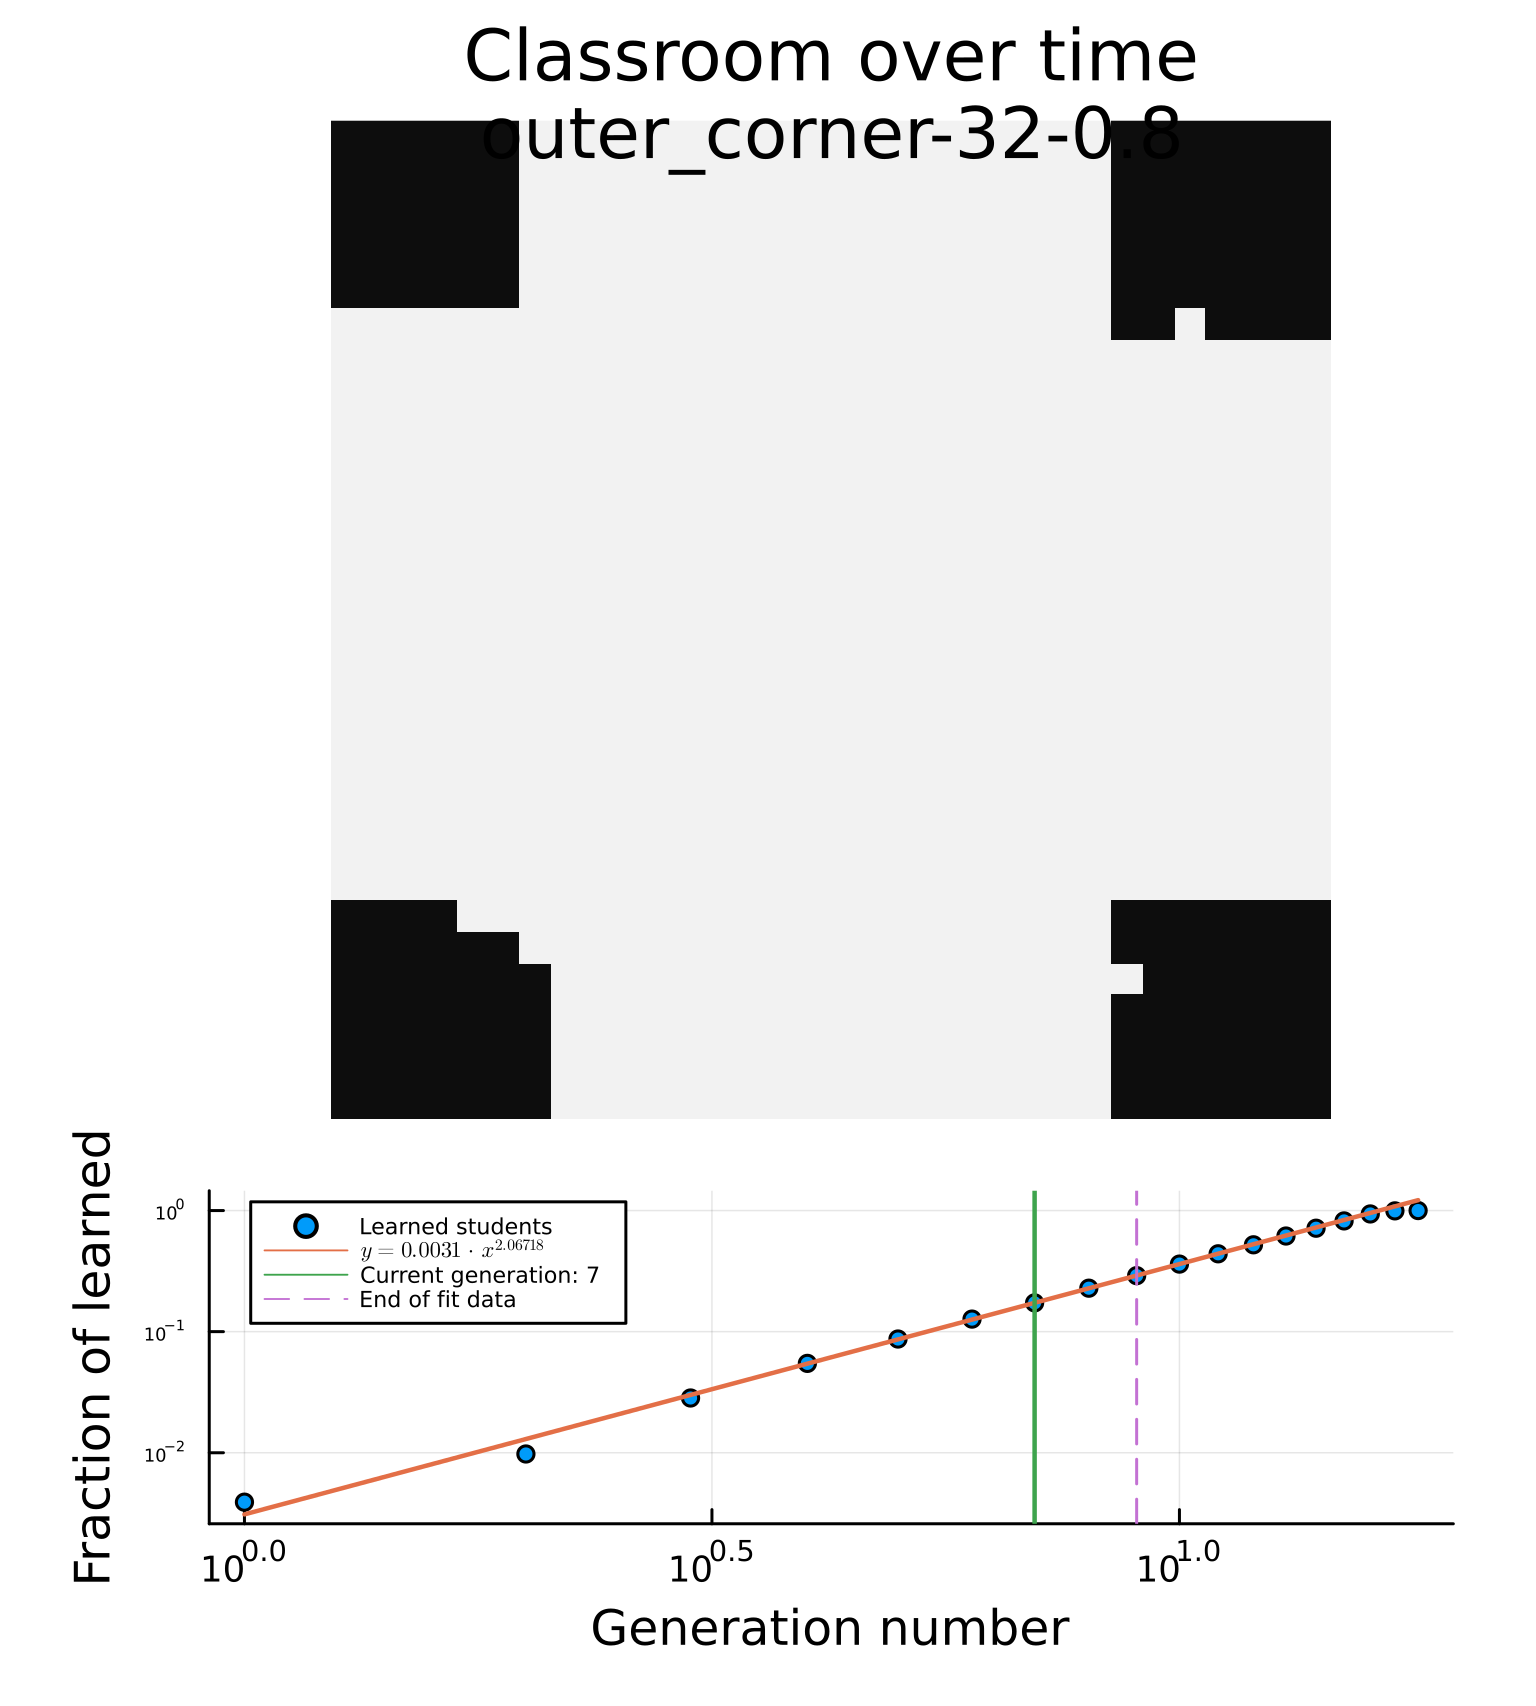 Classroom over time
outer_corner-32-0.8
Fraction of learned
10^0
10^−1
10^−2
Learned students
y = 0.0031 · x^2.06718
Current generation: 7
End of fit data
10^0.0 10^0.5 10^1.0
Generation number